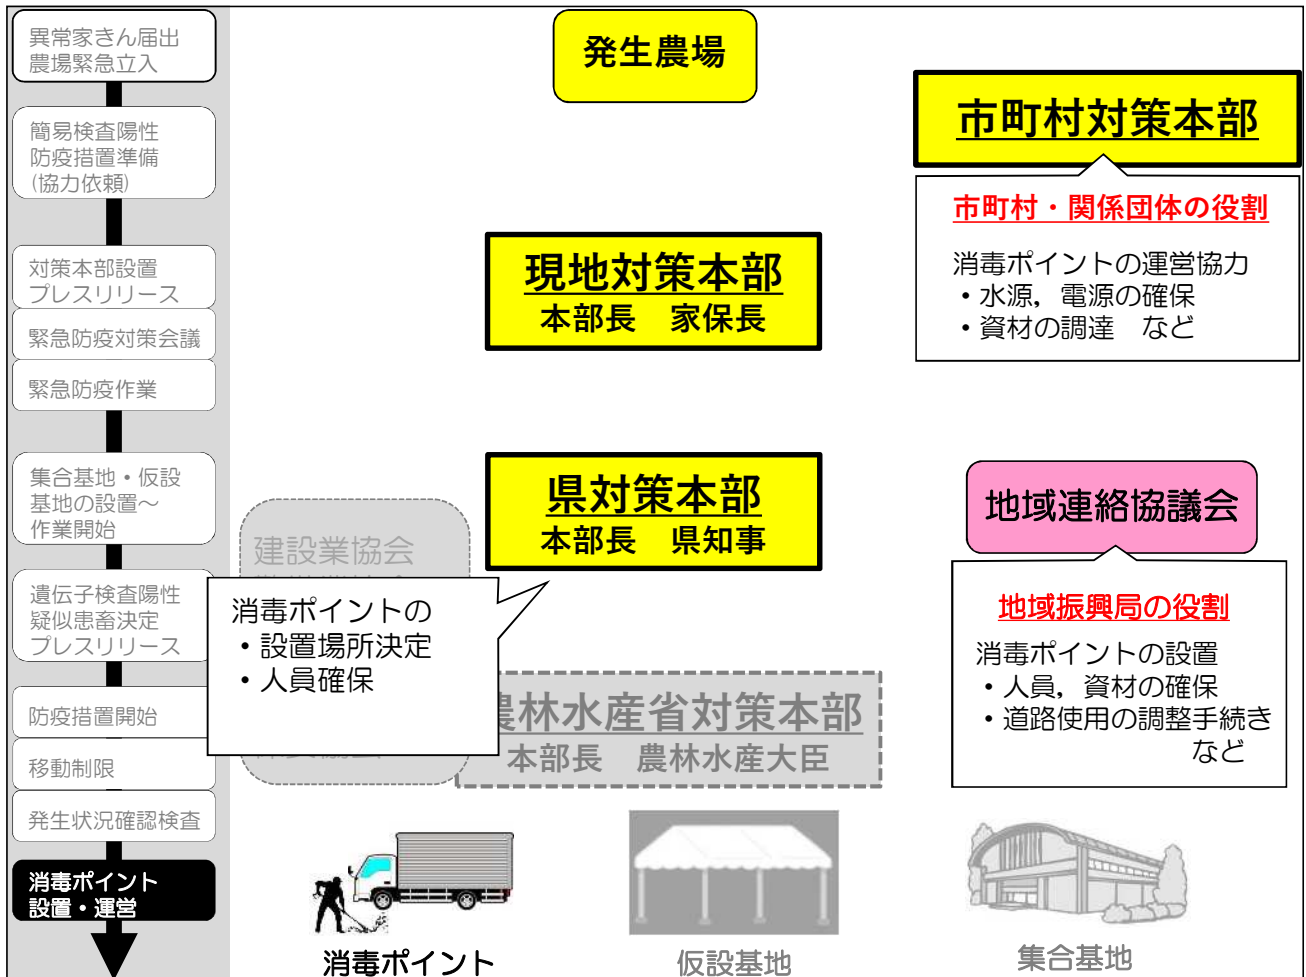 異常家きん届出
農場緊急立入
簡易検査陽性
防疫措置準備
(協力依頼)
対策本部設置
プレスリリース
緊急防疫対策会議
緊急防疫作業
集合基地・仮設
基地の設置～
作業開始
遺伝子検査陽性
疑似患畜決定
プレスリリース
防疫措置開始
移動制限
発生状況確認検査
消毒ポイント
設置・運営
発生農場
市町村対策本部
市町村・関係団体の役割
消毒ポイントの運営協力
・水源，電源の確保
・資材の調達　など
現地対策本部
本部長　家保長
県対策本部
本部長　県知事
建設業協会
消毒ポイントの
・設置場所決定
・人員確保
農林水産省対策本部
本部長　農林水産大臣
地域連絡協議会
地域振興局の役割
消毒ポイントの設置
・人員，資材の確保
・道路使用の調整手続き
など
消毒ポイント
仮設基地
集合基地